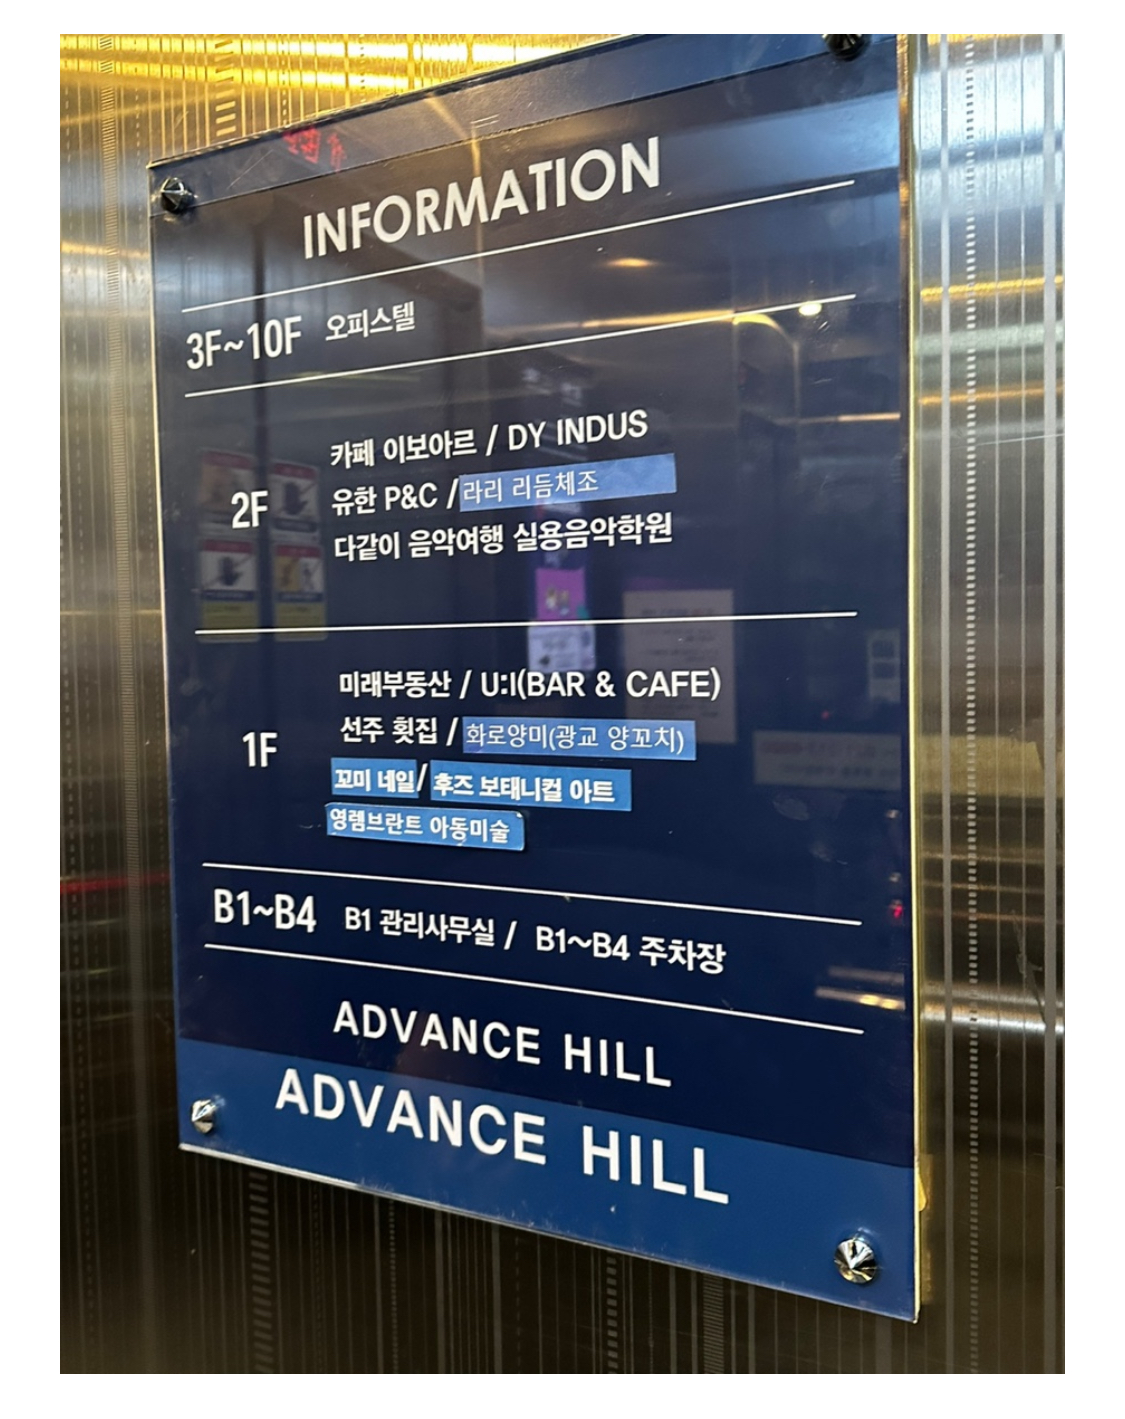 INFORMATION
3F~10F 오피스텔
카페 이보아르 / DY INDUS
2F 유한 P&C / 라리 리듬체조
다같이 음악여행 실용음악학원
미래부동산 / U:I(BAR & CAFE)
1F 선주 횟집 / 화로양미(광교 양꼬치)
꼬미 네일 / 후즈 보태니컬 아트
영렘브란트 아동미술
B1~B4 B1 관리사무실 / B1~B4 주차장
ADVANCE HILL
ADVANCE HILL